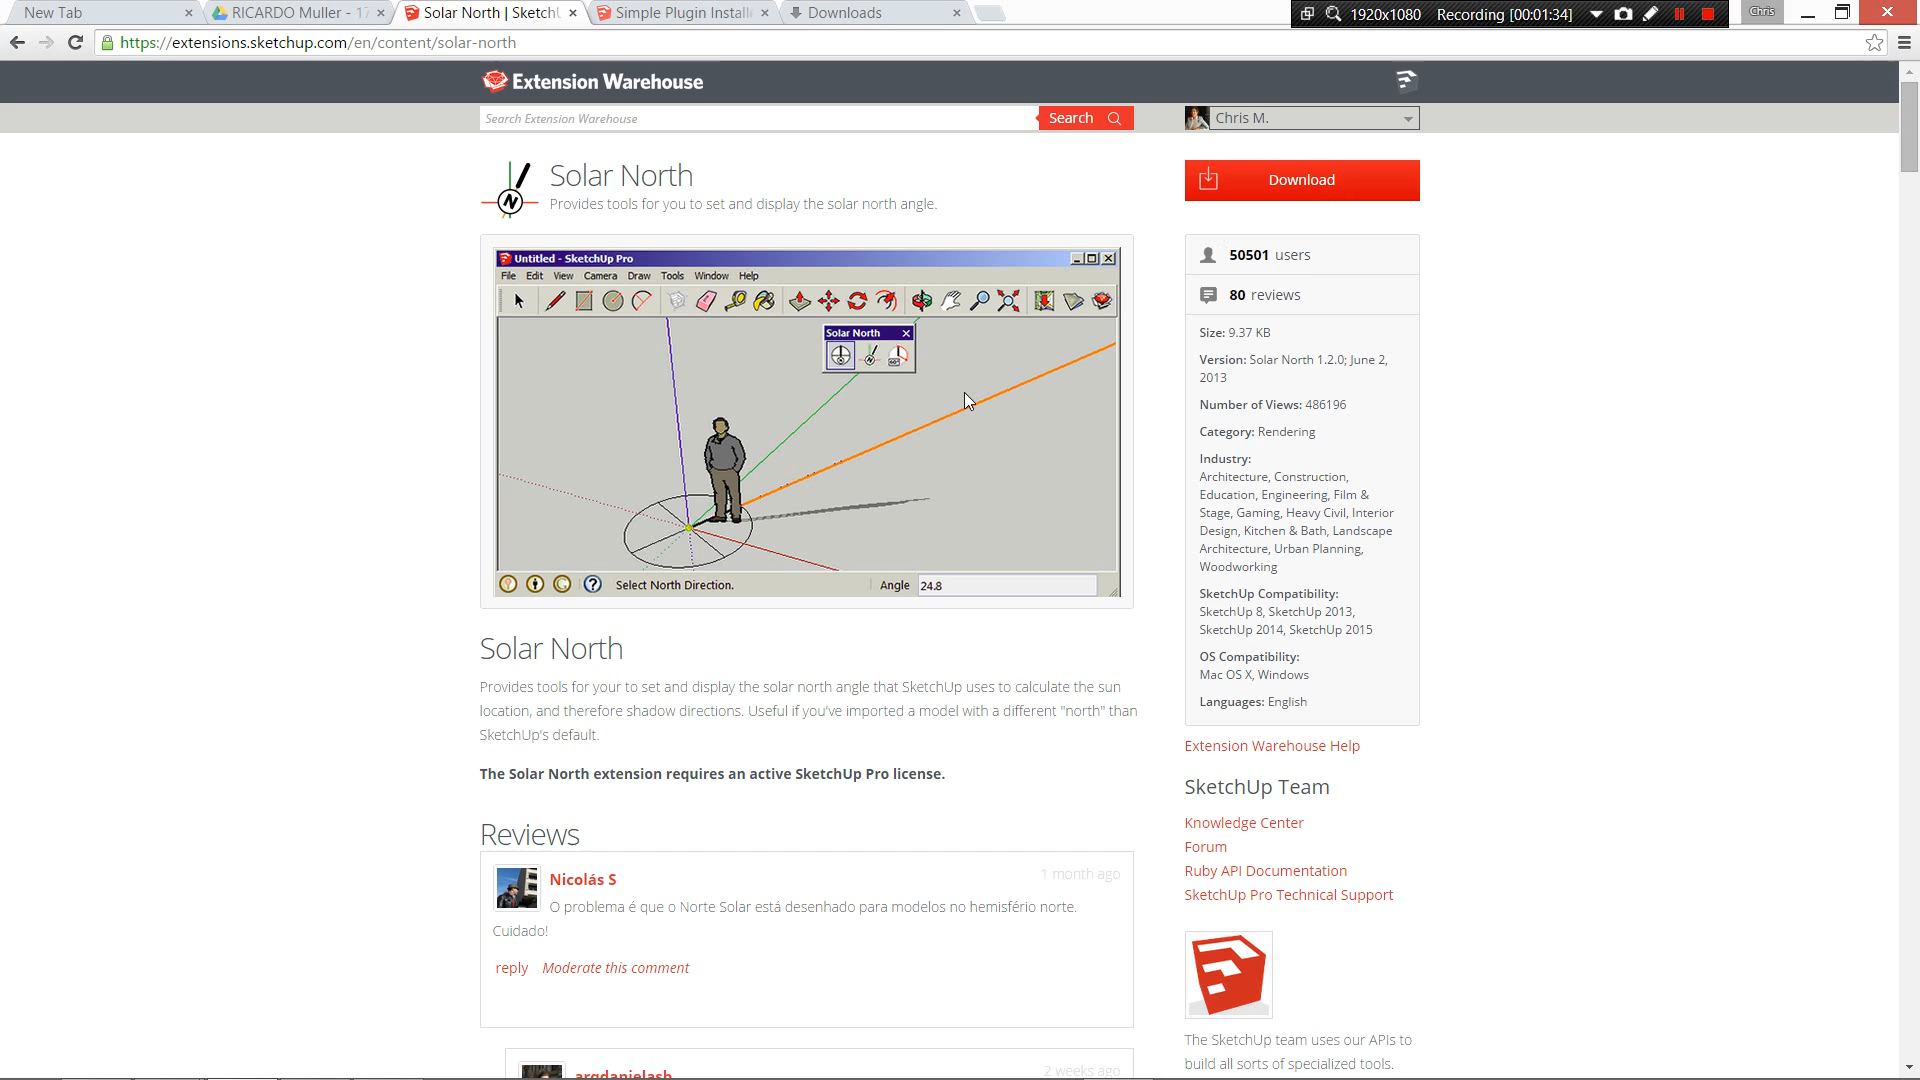 New Tab
RICARDO Muller - 17
Solar North | SketchU
Simple Plugin Install
Downloads
1920x1080
Recording [00:01:34]
Chris
https://extensions.sketchup.com/en/content/solar-north
Extension Warehouse
Search Extension Warehouse
Search
Chris M.
Solar North
Provides tools for you to set and display the solar north angle.
Download
N
Untitled - SketchUp Pro
File Edit View Camera Draw Tools Window Help
Solar North
Select North Direction.
Angle 24.8
50501 users
80 reviews
Size: 9.37 KB
Version: Solar North 1.2.0; June 2,
2013
Number of Views: 486196
Category: Rendering
Industry:
Architecture, Construction,
Education, Engineering, Film &
Stage, Gaming, Heavy Civil, Interior
Design, Kitchen & Bath, Landscape
Architecture, Urban Planning,
Woodworking
SketchUp Compatibility:
SketchUp 8, SketchUp 2013,
SketchUp 2014, SketchUp 2015
OS Compatibility:
Mac OS X, Windows
Languages: English
Solar North
Provides tools for your to set and display the solar north angle that SketchUp uses to calculate the sun
location, and therefore shadow directions. Useful if you've imported a model with a different "north" than
SketchUp's default.
The Solar North extension requires an active SketchUp Pro license.
Extension Warehouse Help
SketchUp Team
Knowledge Center
Forum
Ruby API Documentation
SketchUp Pro Technical Support
The SketchUp team uses our APIs to
build all sorts of specialized tools.
Reviews
Nicolás S
1 month ago
O problema é que o Norte Solar está desenhado para modelos no hemisfério norte.
Cuidado!
reply Moderate this comment
arqdanielash
2 weeks ago